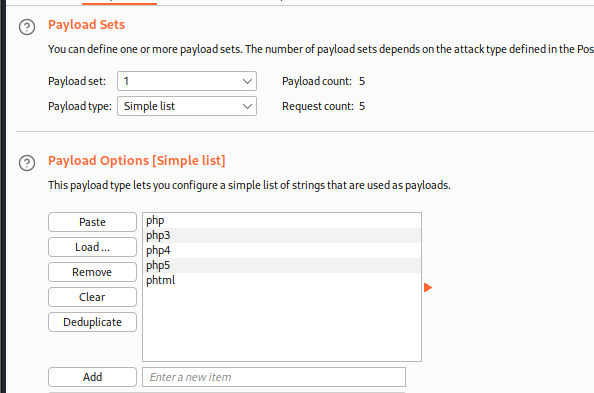 Payload Sets
You can define one or more payload sets. The number of payload sets depends on the attack type defined in the Pos
Payload set: 1 Payload count: 5
Payload type: Simple list Request count: 5
Payload Options [Simple list]
This payload type lets you configure a simple list of strings that are used as payloads.
Paste
Load ...
Remove
Clear
Deduplicate
php
php3
php4
php5
phtml
Add Enter a new item